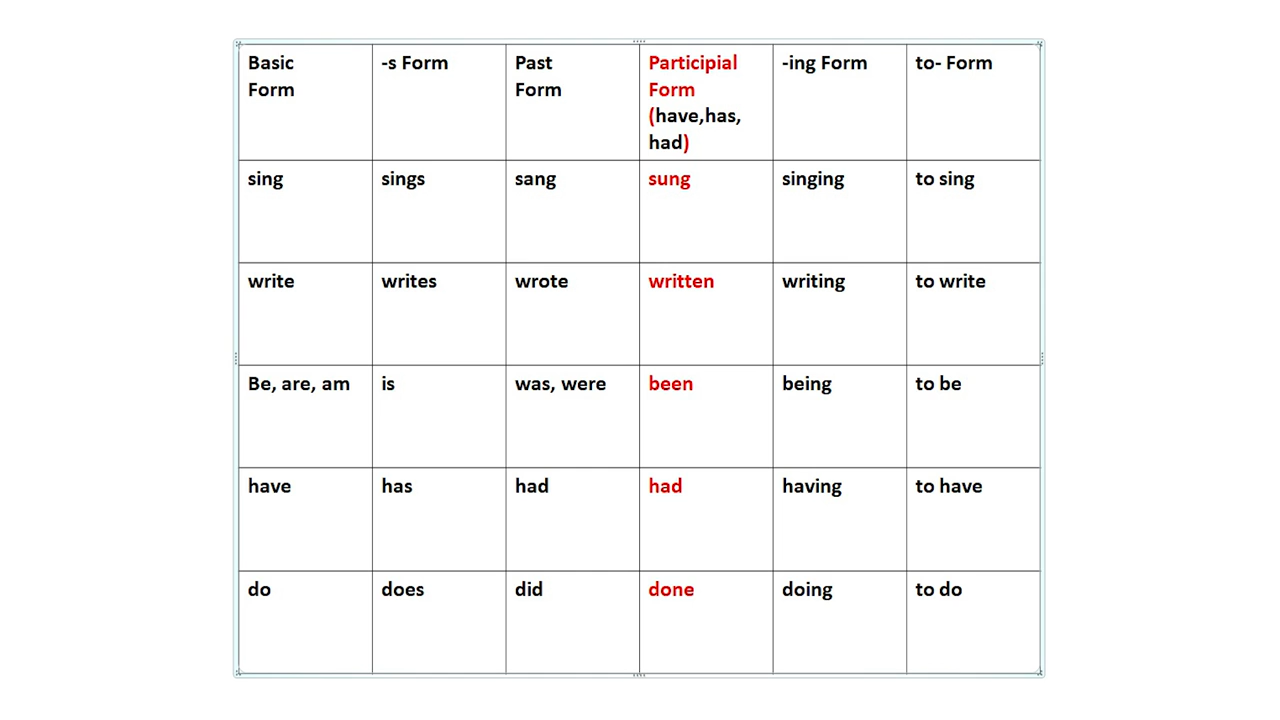 Basic -s Form Past Participial -ing Form to- Form
Form Form Form
(have,has,
had)
sing sings sang sung singing to sing
write writes wrote written writing to write
Be, are, am is was, were been being to be
have has had had having to have
do does did done doing to do